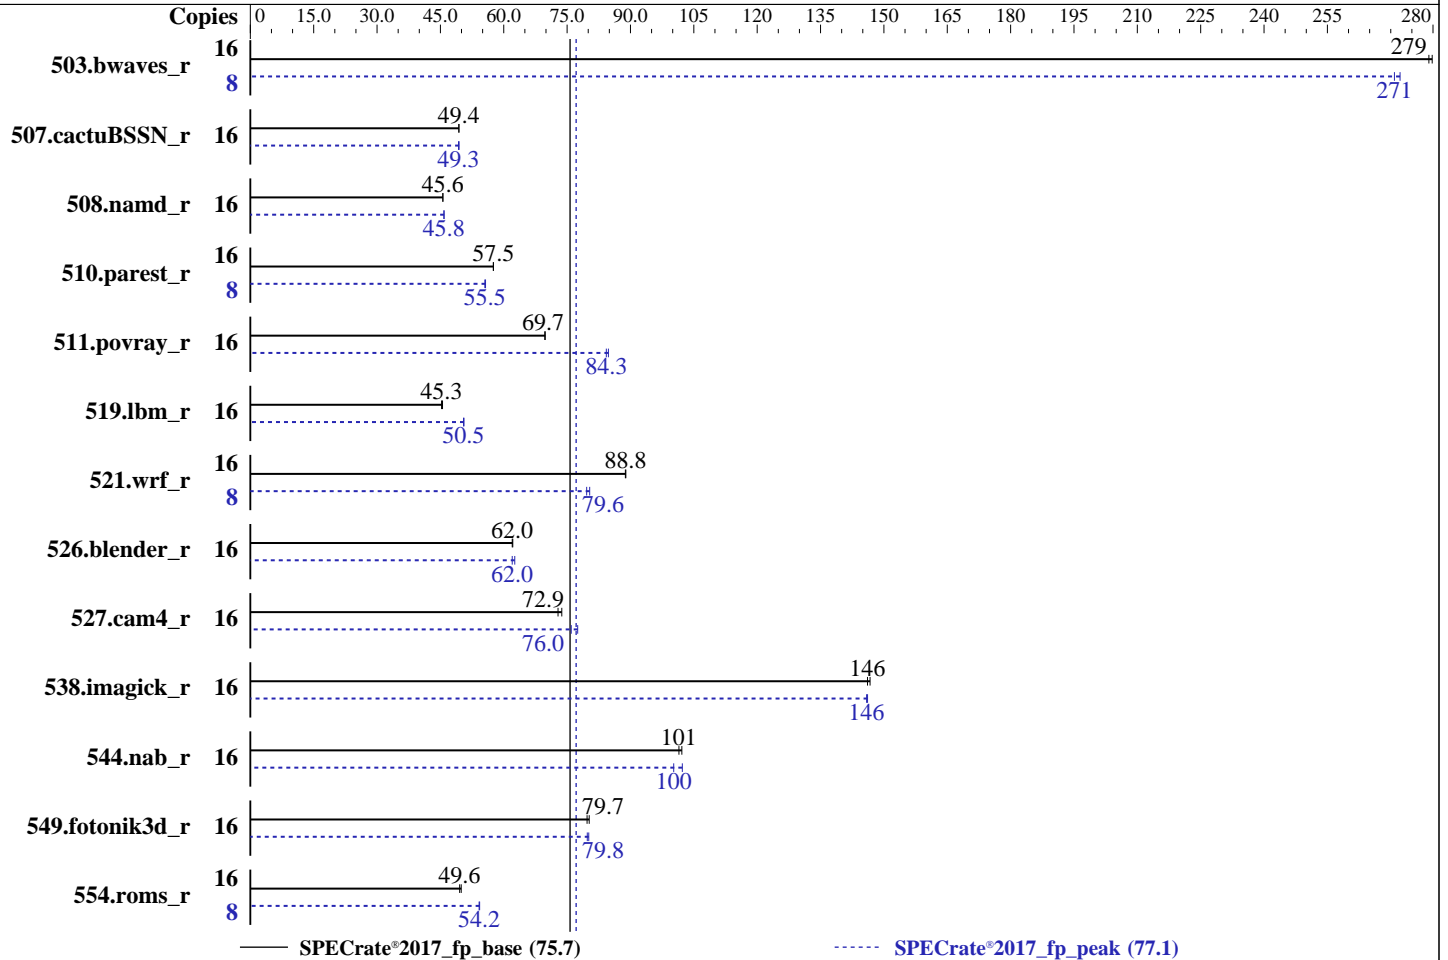 Copies 0 15.0 30.0 45.0 60.0 75.0 90.0 105 120 135 150 165 180 195 210 225 240 255 280
503.bwaves_r 16 279
8 271
507.cactuBSSN_r 16 49.4
49.3
508.namd_r 16 45.6
45.8
510.parest_r 16 57.5
8 55.5
511.povray_r 16 69.7
84.3
519.lbm_r 16 45.3
50.5
521.wrf_r 16 88.8
8 79.6
526.blender_r 16 62.0
62.0
527.cam4_r 16 72.9
76.0
538.imagick_r 16 146
146
544.nab_r 16 101
100
549.fotonik3d_r 16 79.7
79.8
554.roms_r 16 49.6
8 54.2
SPECrate®2017_fp_base (75.7) SPECrate®2017_fp_peak (77.1)